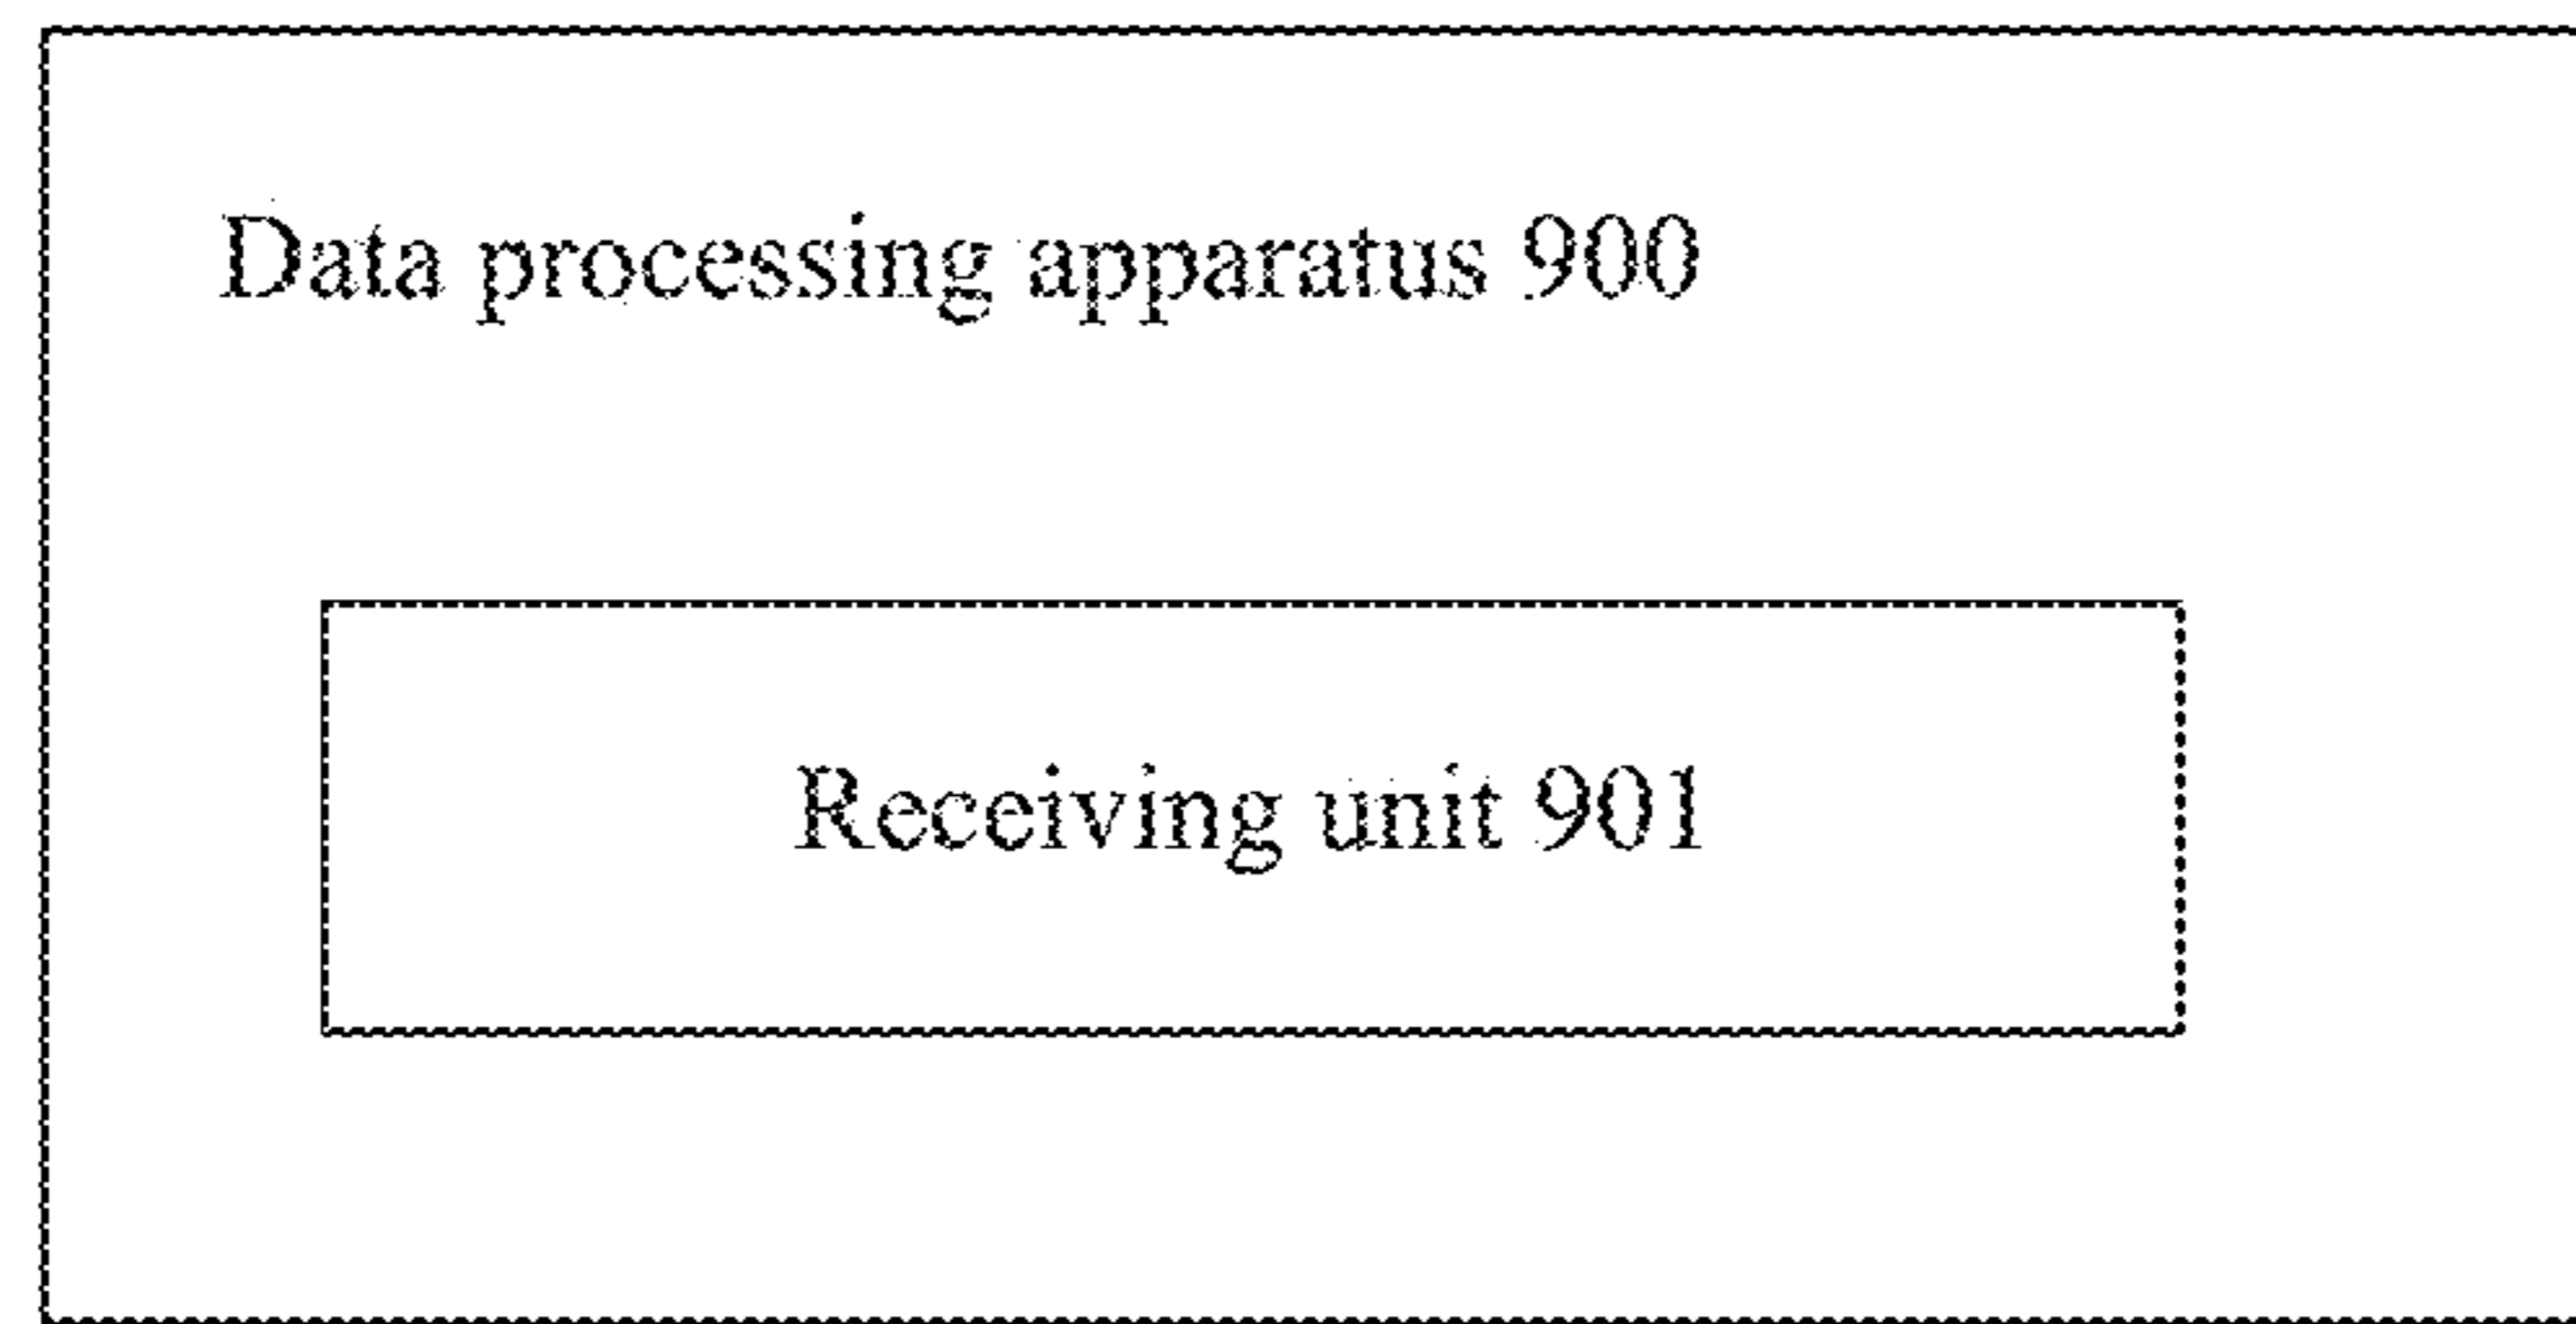 Data processing apparatus 900
Receiving unit 901